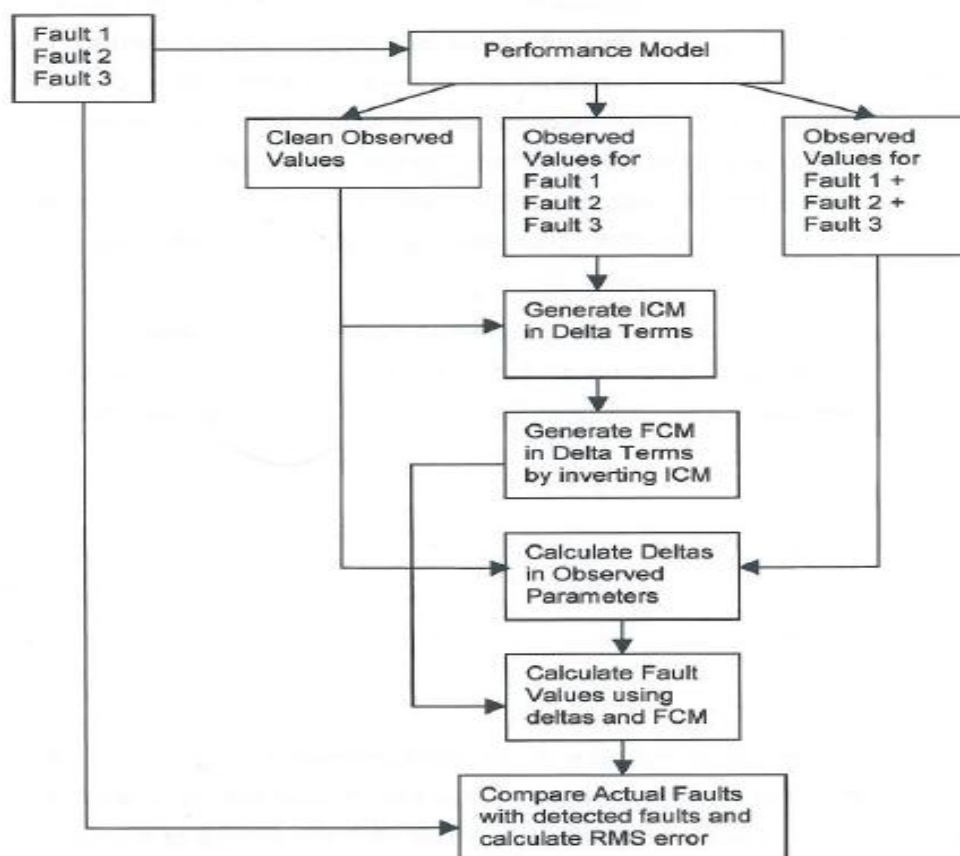 Fault 1
Fault 2
Fault 3
Performance Model
Clean Observed
Values
Observed
Values for
Fault 1
Fault 2
Fault 3
Observed
Values for
Fault 1 +
Fault 2 +
Fault 3
Generate ICM
in Delta Terms
Generate FCM
in Delta Terms
by inverting ICM
Calculate Deltas
in Observed
Parameters
Calculate Fault
Values using
deltas and FCM
Compare Actual Faults
with detected faults and
calculate RMS error